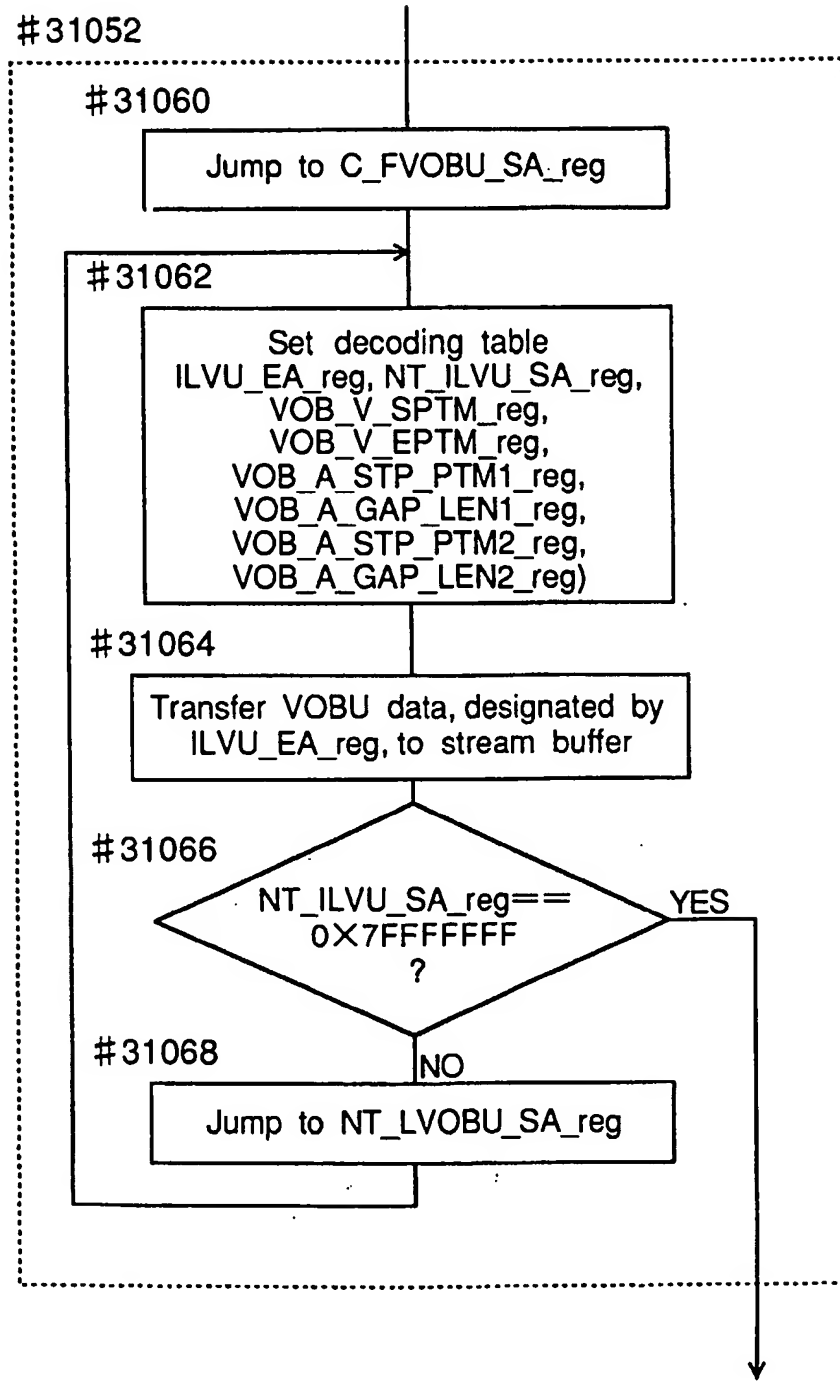 #31052
#31060
Jump to C_FVOBU_SA_reg
#31062
Set decoding table
ILVU_EA_reg, NT_ILVU_SA_reg,
VOB_V_SPTM_reg,
VOB_V_EPTM_reg,
VOB_A_STP_PTM1_reg,
VOB_A_GAP_LEN1_reg,
VOB_A_STP_PTM2_reg,
VOB_A_GAP_LEN2_reg)
#31064
Transfer VOBU data, designated by
ILVU_EA_reg, to stream buffer
#31066
NT_ILVU_SA_reg==
0X7FFFFFFF
?
YES
#31068
NO
Jump to NT_LVOBU_SA_reg